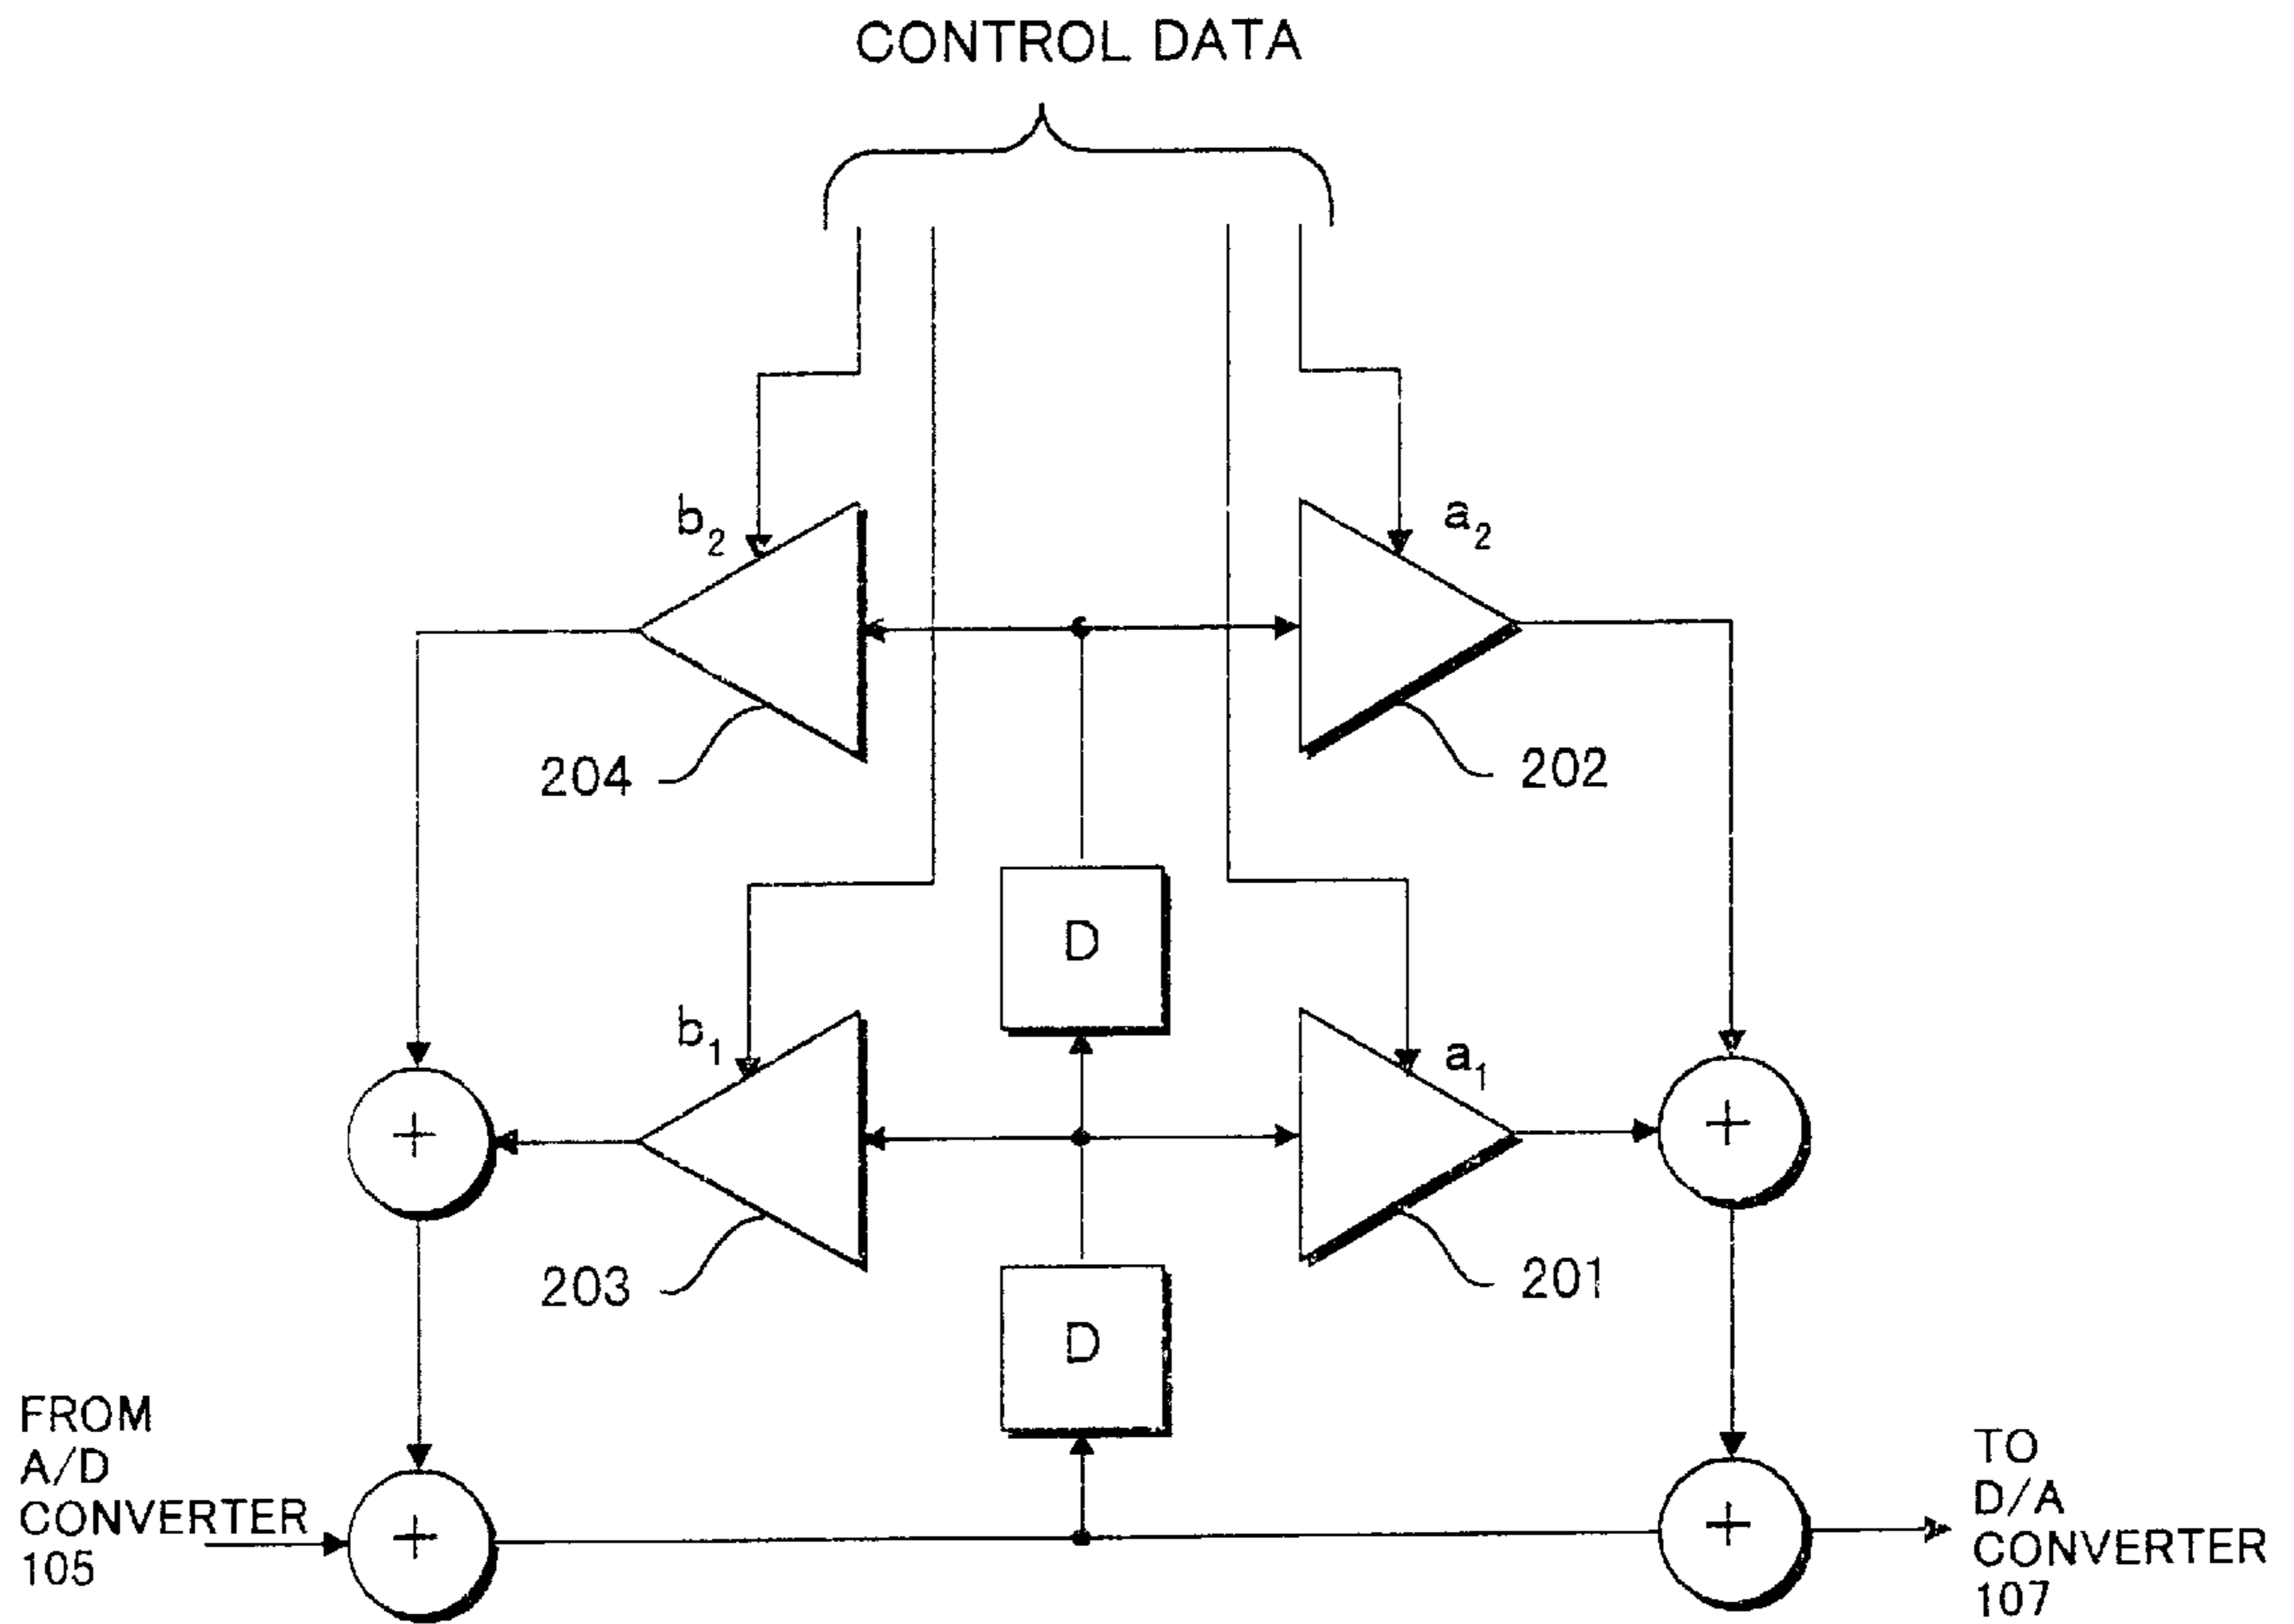 CONTROL DATA
b2
a2
204
202
D
b1
a1
+
+
203
201
D
FROM
A/D
CONVERTER
105
+
+
TO
D/A
CONVERTER
107